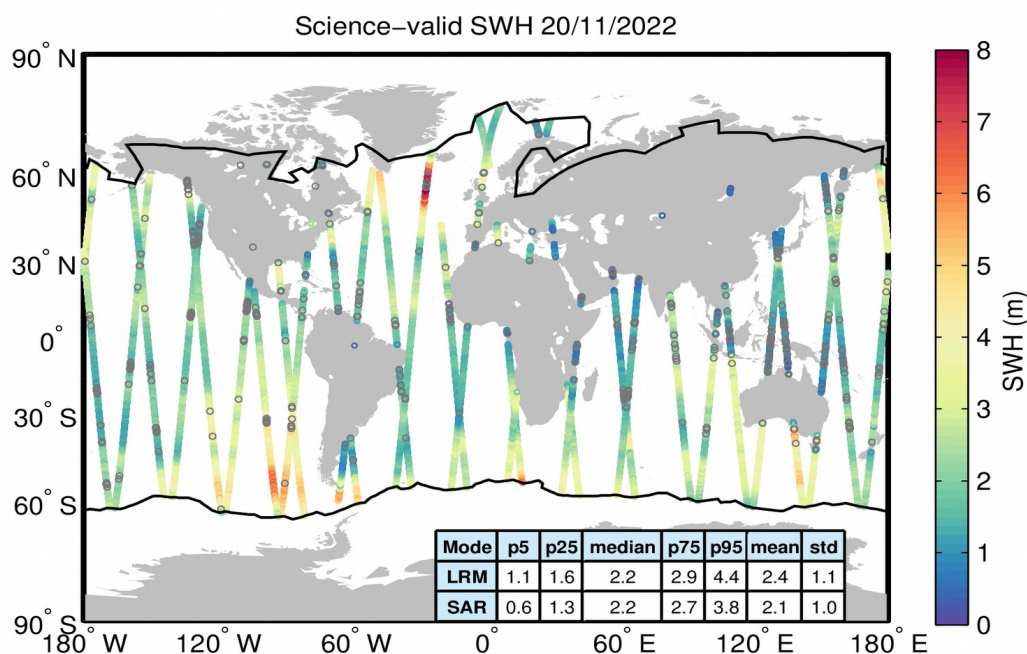 Science−valid SWH 20/11/2022
90° N
60° N
30° N
0°
30° S
60° S
90° S
180° W
120° W
60° W
0°
60° E
120° E
180° E
Mode p5 p25 median p75 p95 mean std
LRM 1.1 1.6 2.2 2.9 4.4 2.4 1.1
SAR 0.6 1.3 2.2 2.7 3.8 2.1 1.0
8
7
6
5
4
3
2
1
0
SWH (m)